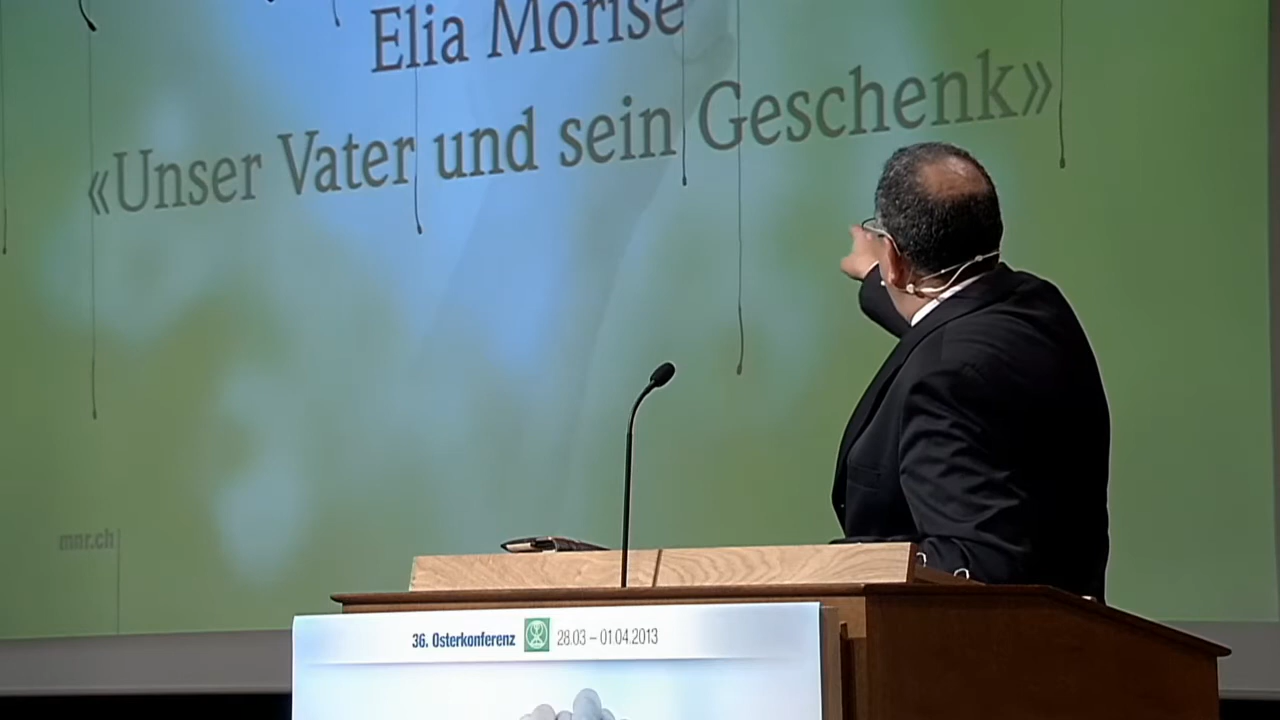 Elia Morise
«Unser Vater und sein Geschenk»
mnr.ch
36. Osterkonferenz 28.03 – 01.04.2013